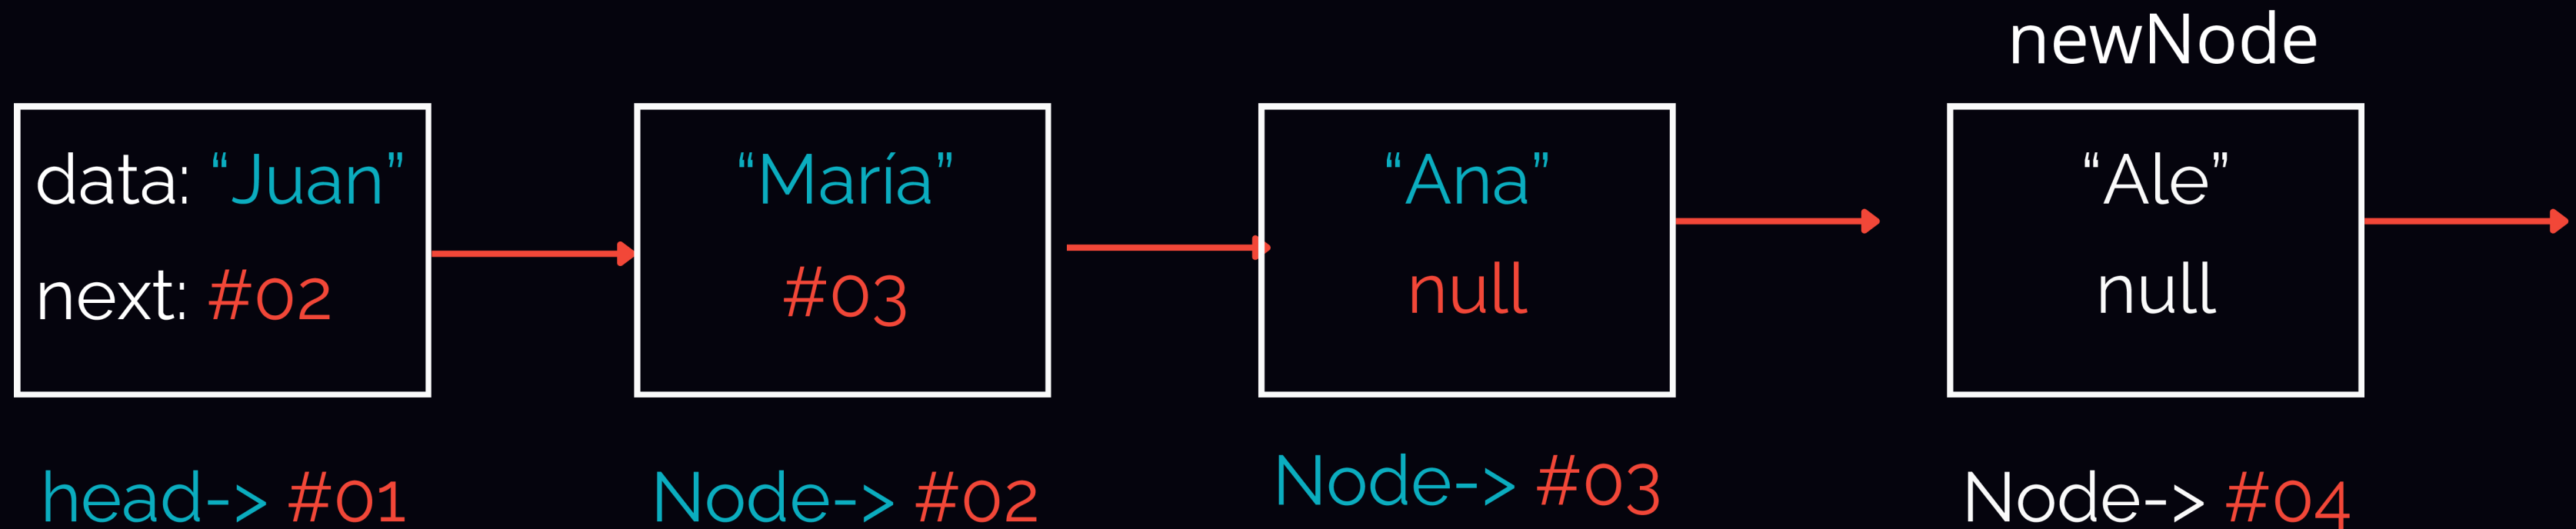 newNode
data: “Juan”
next: #02
head-> #01
“María”
#03
Node-> #02
“Ana”
null
Node-> #03
“Ale”
null
Node-> #04